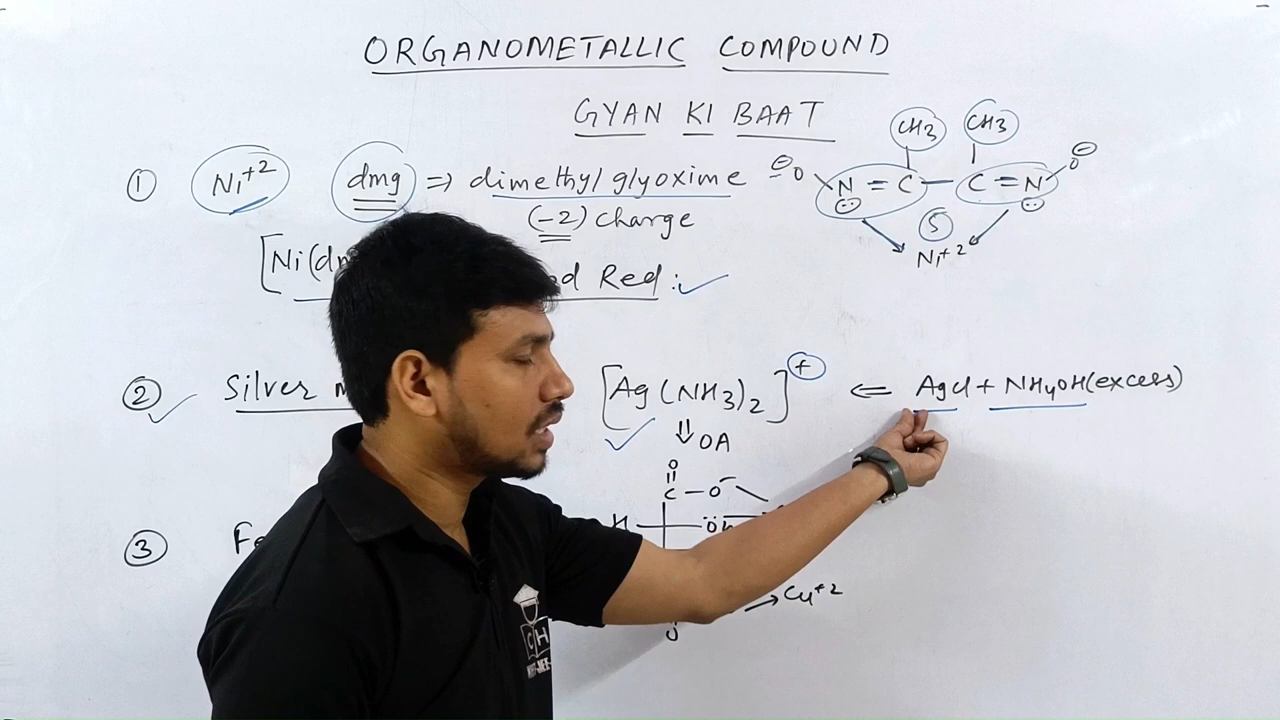 ORGANOMETALLIC COMPOUND
GYAN KI BAAT
① Ni+2 dmg ⇒ dimethyl glyoxime
(−2) charge
[Ni(dm Red :
CH3 CH3
⊖ O N = C — C = N O ⊖
5
Ni+2
② Silver [Ag(NH3)2]+ ⇐ Agcl + NH4OH(excess)
⇓ OA
O
C — O−
③ Fe H
Cu+2
C H